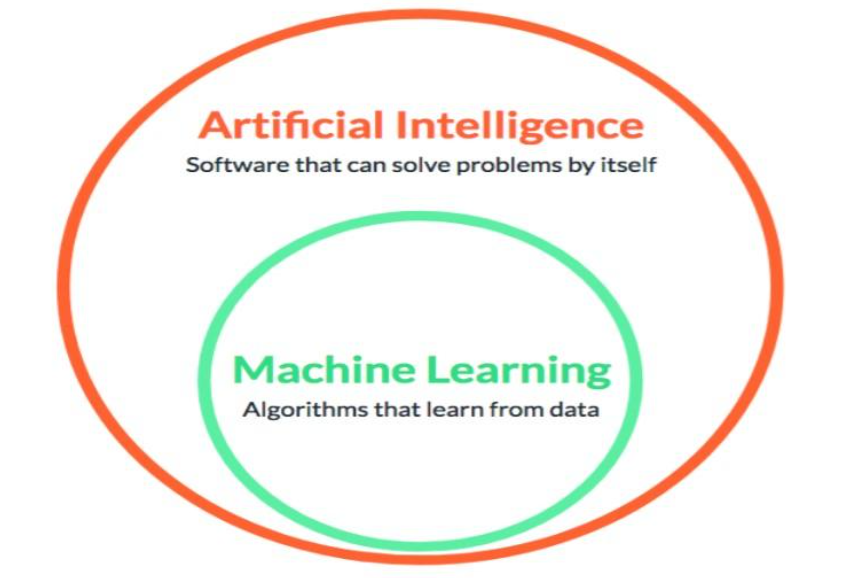 Artificial Intelligence
Software that can solve problems by itself
Machine Learning
Algorithms that learn from data